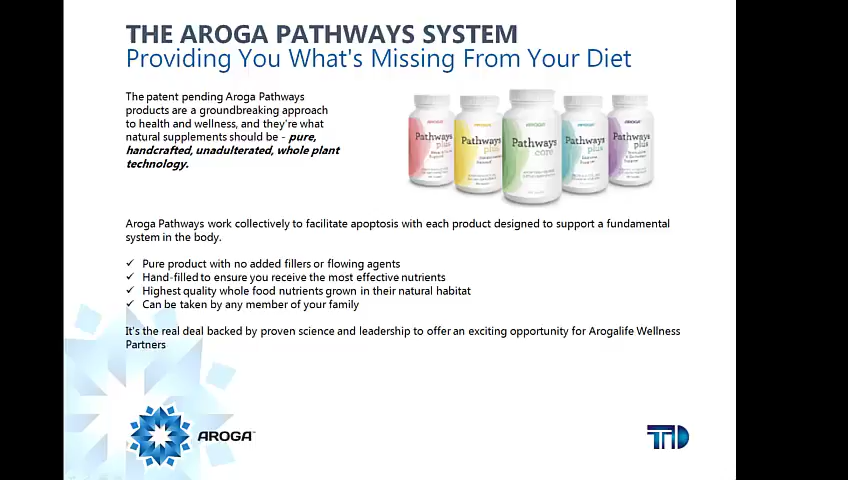 THE AROGA PATHWAYS SYSTEM
Providing You What's Missing From Your Diet
The patent pending Aroga Pathways
products are a groundbreaking approach
to health and wellness, and they're what
natural supplements should be - pure,
handcrafted, unadulterated, whole plant
technology.
Pathways
plus
Pathways
plus
AROGA
Pathways
core
Pathways
plus
AROGA
Pathways
plus
Aroga Pathways work collectively to facilitate apoptosis with each product designed to support a fundamental
system in the body.
✓ Pure product with no added fillers or flowing agents
✓ Hand-filled to ensure you receive the most effective nutrients
✓ Highest quality whole food nutrients grown in their natural habitat
✓ Can be taken by any member of your family
It's the real deal backed by proven science and leadership to offer an exciting opportunity for Arogalife Wellness
Partners
AROGA™